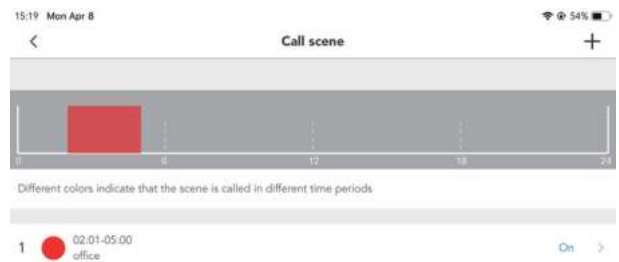 15:19 Mon Apr 8 54%
Call scene
0 6 12 18 24
Different colors indicate that the scene is called in different time periods
1 02:01-05:00 On
office